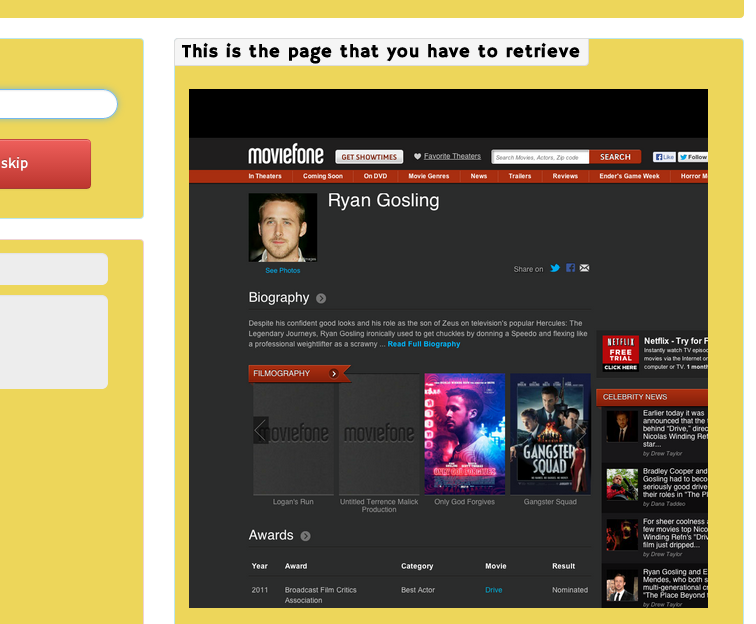 This is the page that you have to retrieve
skip
moviefone
GET SHOWTIMES
Favorite Theaters
Search Movies, Actors, Zip code
SEARCH
Like
Follow
In Theaters
Coming Soon
On DVD
Movie Genres
News
Trailers
Reviews
Ender's Game Week
Horror M
Ryan Gosling
See Photos
Share on
Biography
Despite his confident good looks and his role as the son of Zeus on television's popular Hercules: The
Legendary Journeys, Ryan Gosling ironically used to get chuckles by donning a Speedo and flexing like
a professional weightlifter as a scrawny ... Read Full Biography
NETFLIX
FREE
TRIAL
CLICK HERE
Netflix - Try for F
Instantly watch TV episod
movies via the Internet on
computer or TV. 1 month
FILMOGRAPHY
moviefone
moviefone
ONLY GOD FORGIVES
GANGSTER
SQUAD
Logan's Run
Untitled Terrence Malick
Production
Only God Forgives
Gangster Squad
CELEBRITY NEWS
Earlier today it was
announced that the
behind "Drive," direc
Nicolas Winding Ref
star...
by Drew Taylor
Bradley Cooper and
Gosling had to beco
seriously good drive
their roles in "The Pl
by Dana Taddeo
For sheer coolness
few movies top Nico
Winding Refn's "Driv
film just dripped...
by Drew Taylor
Ryan Gosling and E
Mendes, who both s
multi-generational c
"The Place Beyond
by Drew Taylor
Awards
Year Award Category Movie Result
2011 Broadcast Film Critics Best Actor Drive Nominated
Association